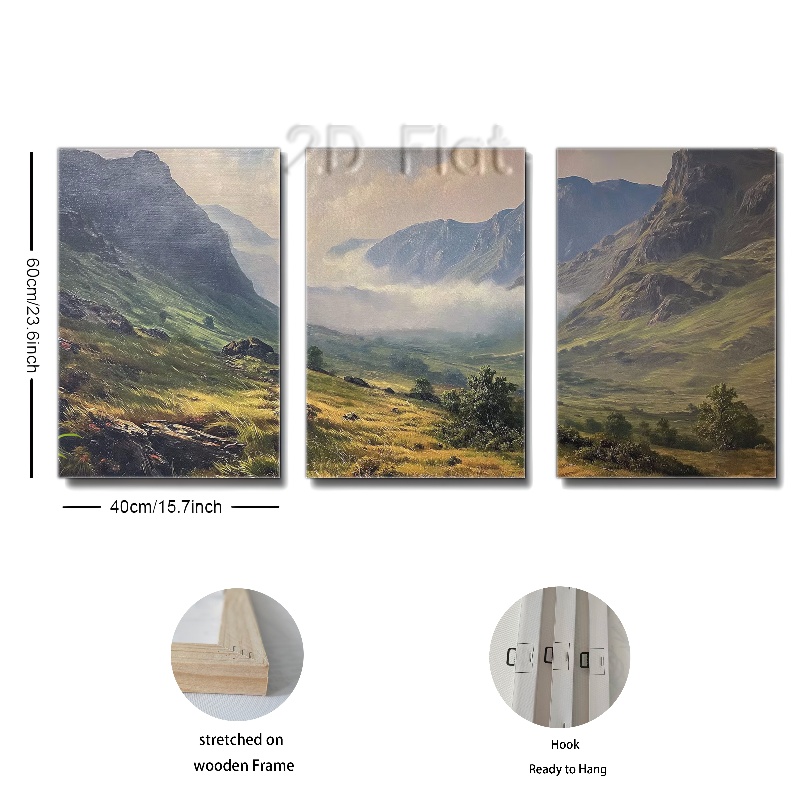 2D Flat
60cm/23.6inch
40cm/15.7inch
stretched on
wooden Frame
Hook
Ready to Hang